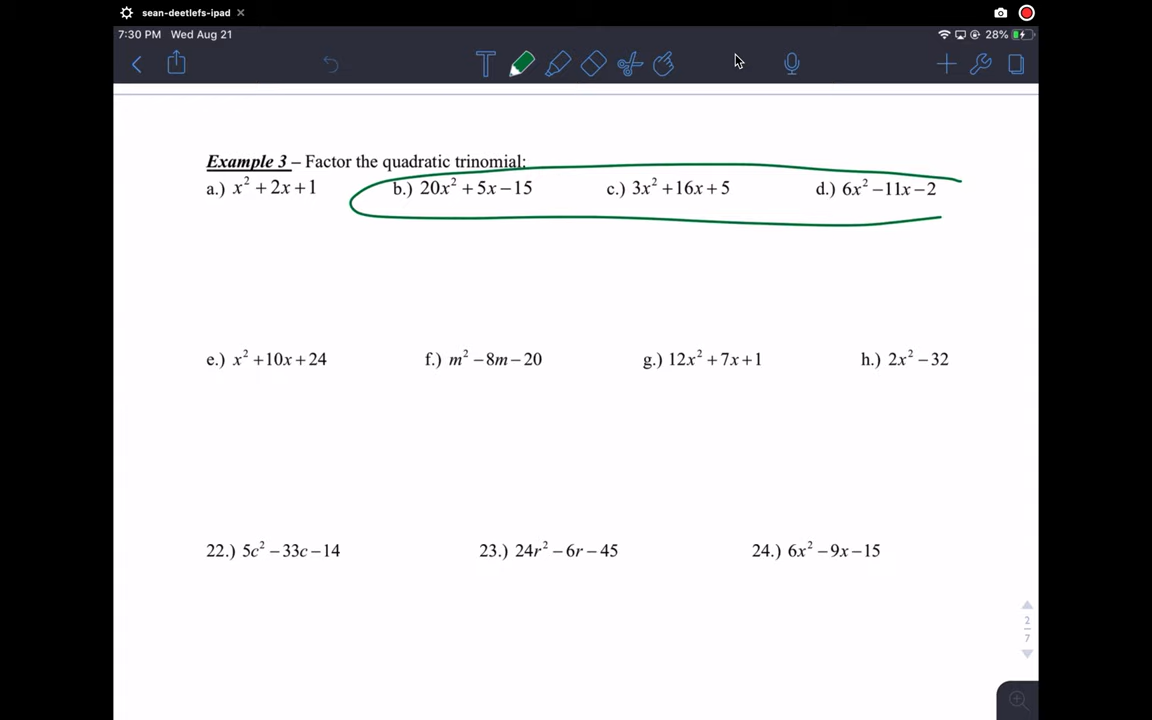 sean-deetlefs-ipad
7:30 PM Wed Aug 21 28%
Example 3 – Factor the quadratic trinomial:
a.) x² + 2x + 1 b.) 20x² + 5x − 15 c.) 3x² + 16x + 5 d.) 6x² − 11x − 2
e.) x² + 10x + 24 f.) m² − 8m − 20 g.) 12x² + 7x + 1 h.) 2x² − 32
22.) 5c² − 33c − 14 23.) 24r² − 6r − 45 24.) 6x² − 9x − 15
2
7